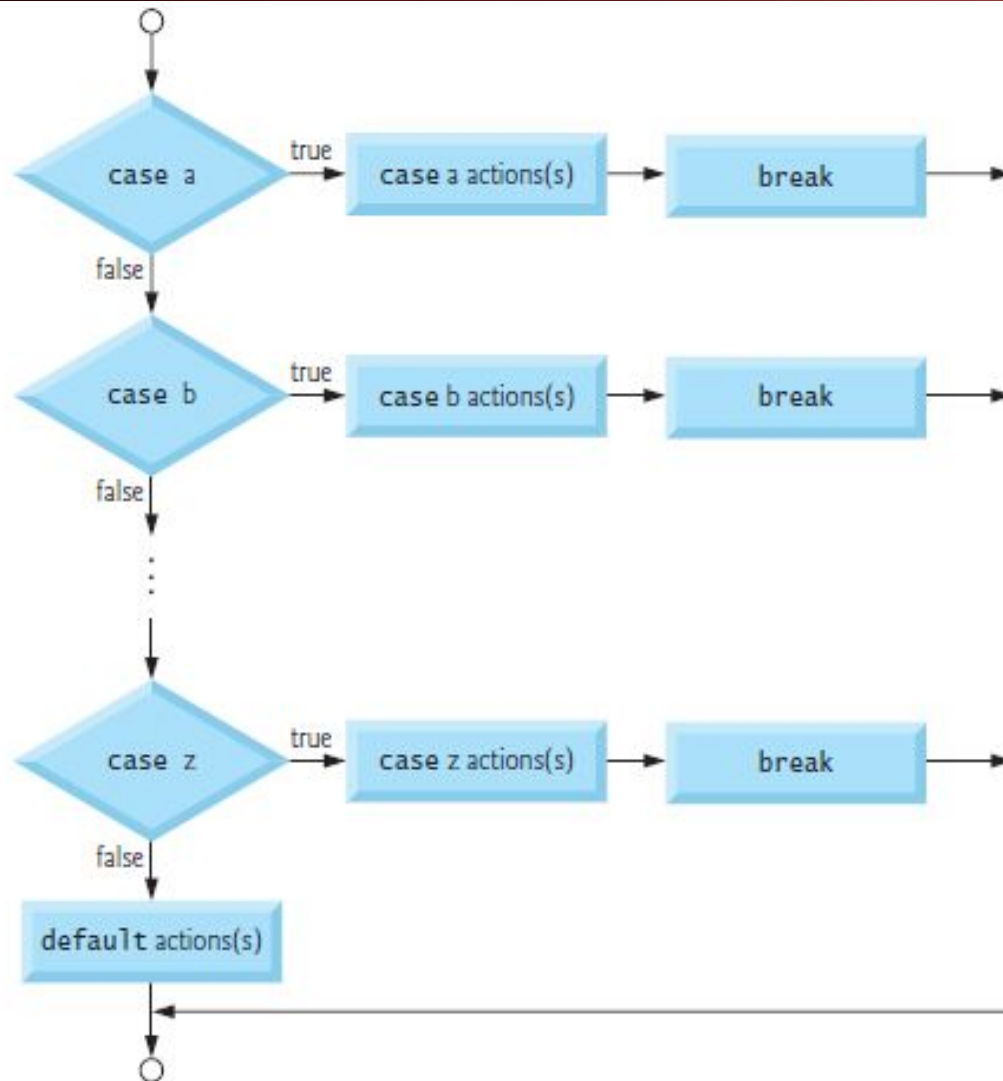 case a
true
case a actions(s)
break
false
case b
true
case b actions(s)
break
false
case z
true
case z actions(s)
break
false
default actions(s)